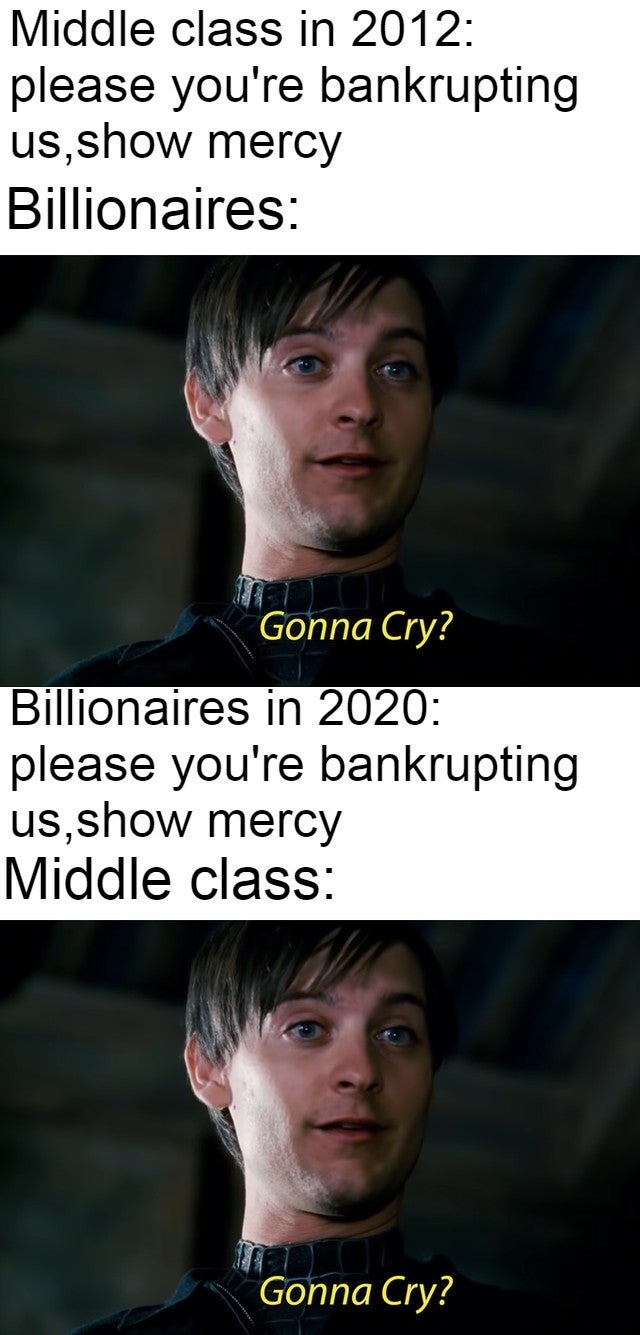 Middle class in 2012:
please you're bankrupting
us,show mercy
Billionaires:
Gonna Cry?
Billionaires in 2020:
please you're bankrupting
us,show mercy
Middle class:
Gonna Cry?